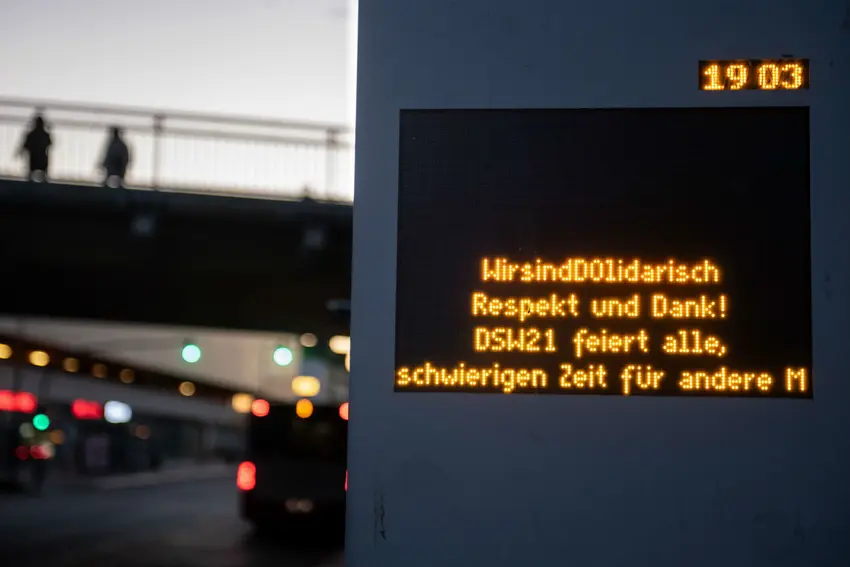 19 03
WirsindDOlidarisch
Respekt und Dank!
DSW21 feiert alle,
schwierigen Zeit für andere M